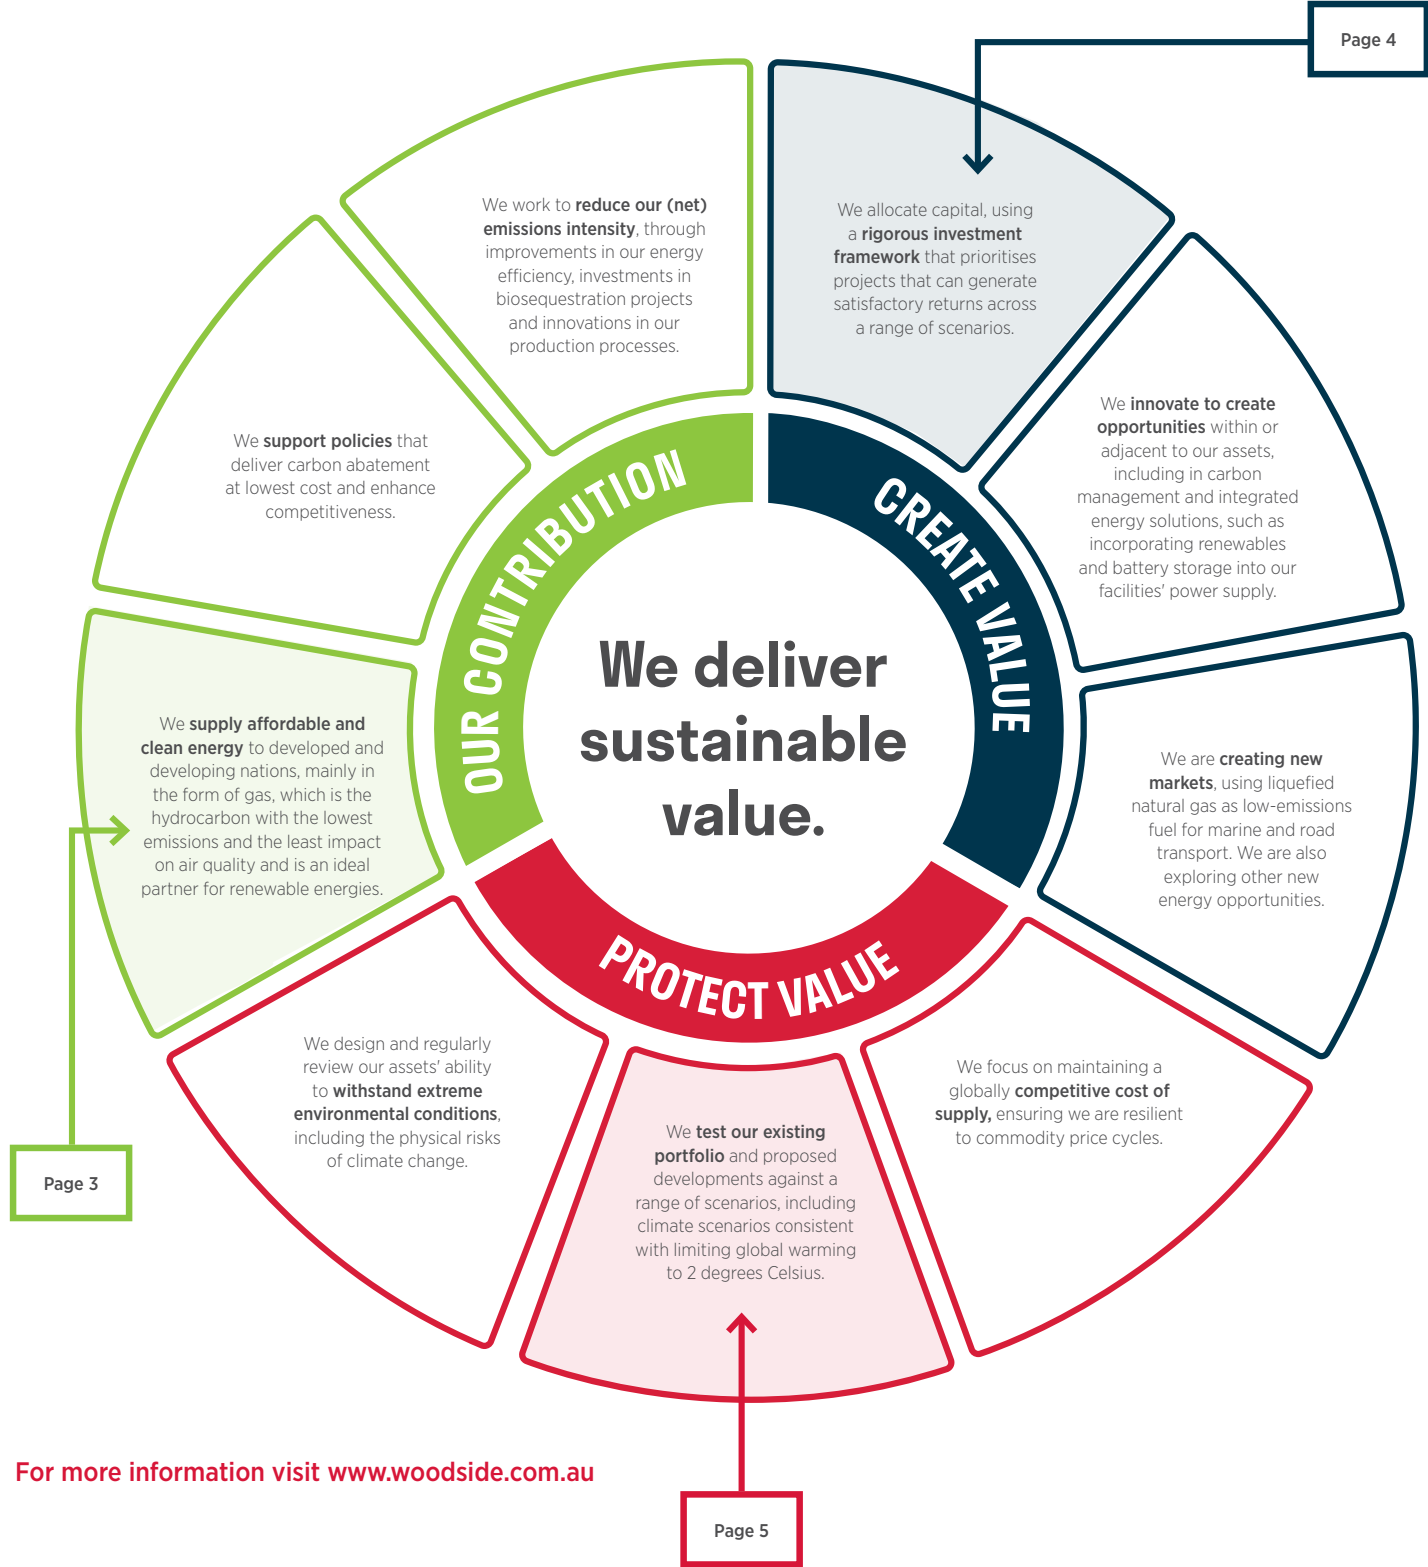 Page 4
We allocate capital, using
a rigorous investment
framework that prioritises
projects that can generate
satisfactory returns across
a range of scenarios.
We innovate to create
opportunities within or
adjacent to our assets,
including in carbon
management and integrated
energy solutions, such as
incorporating renewables
and battery storage into our
facilities' power supply.
We are creating new
markets, using liquefied
natural gas as low-emissions
fuel for marine and road
transport. We are also
exploring other new
energy opportunities.
We focus on maintaining a
globally competitive cost of
supply, ensuring we are resilient
to commodity price cycles.
We test our existing
portfolio and proposed
developments against a
range of scenarios, including
climate scenarios consistent
with limiting global warming
to 2 degrees Celsius.
We design and regularly
review our assets' ability
to withstand extreme
environmental conditions,
including the physical risks
of climate change.
We supply affordable and
clean energy to developed and
developing nations, mainly in
the form of gas, which is the
hydrocarbon with the lowest
emissions and the least impact
on air quality and is an ideal
partner for renewable energies.
We support policies that
deliver carbon abatement
at lowest cost and enhance
competitiveness.
We work to reduce our (net)
emissions intensity, through
improvements in our energy
efficiency, investments in
biosequestration projects
and innovations in our
production processes.
OUR CONTRIBUTION
CREATE VALUE
PROTECT VALUE
We deliver
sustainable
value.
Page 3
For more information visit www.woodside.com.au
Page 5